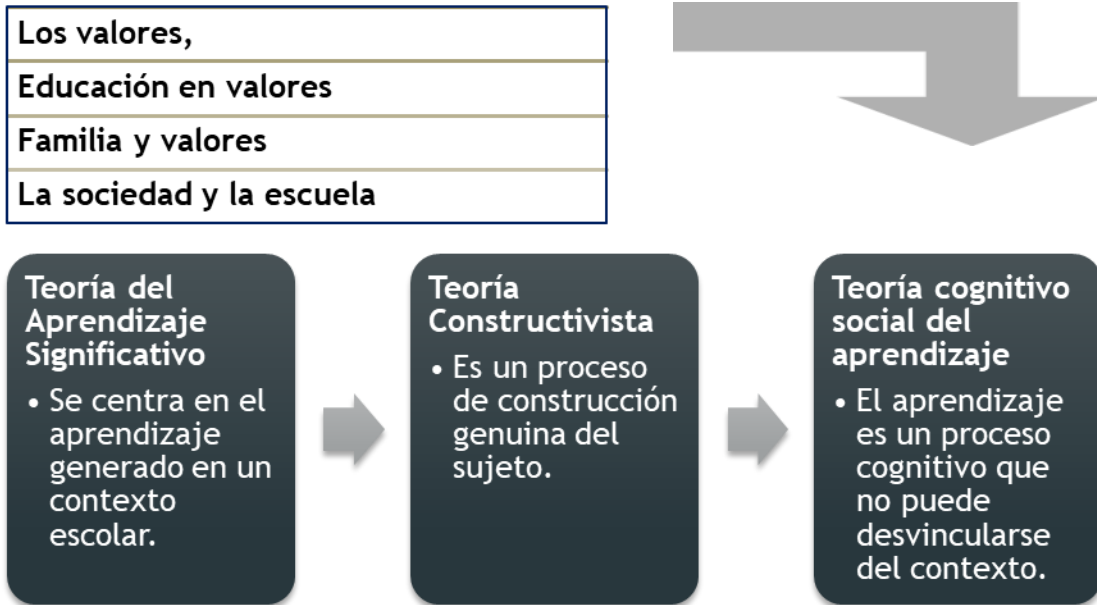 Los valores,
Educación en valores
Familia y valores
La sociedad y la escuela
Teoría del
Aprendizaje
Significativo
• Se centra en el
aprendizaje
generado en un
contexto
escolar.
Teoría
Constructivista
• Es un proceso
de construcción
genuina del
sujeto.
Teoría cognitivo
social del
aprendizaje
• El aprendizaje
es un proceso
cognitivo que
no puede
desvincularse
del contexto.